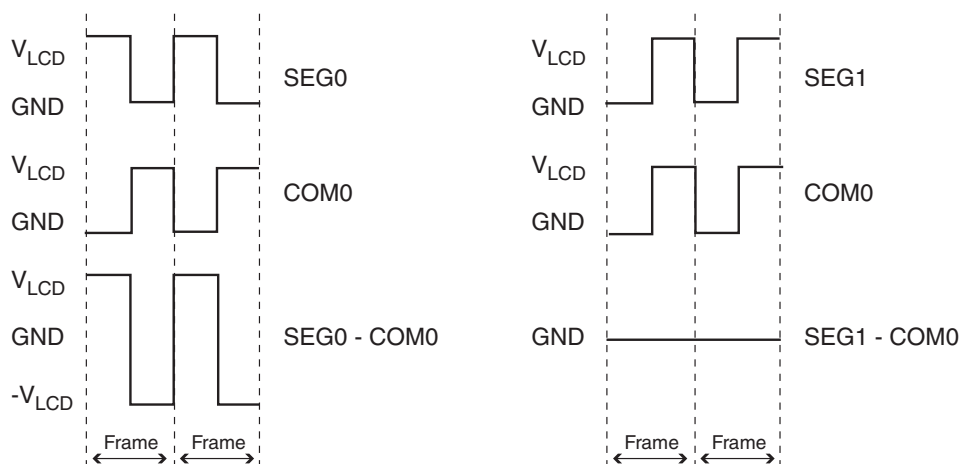 V_LCD
GND
SEG0
V_LCD
GND
COM0
V_LCD
GND
-V_LCD
SEG0 - COM0
Frame
Frame
V_LCD
GND
SEG1
V_LCD
GND
COM0
GND
SEG1 - COM0
Frame
Frame